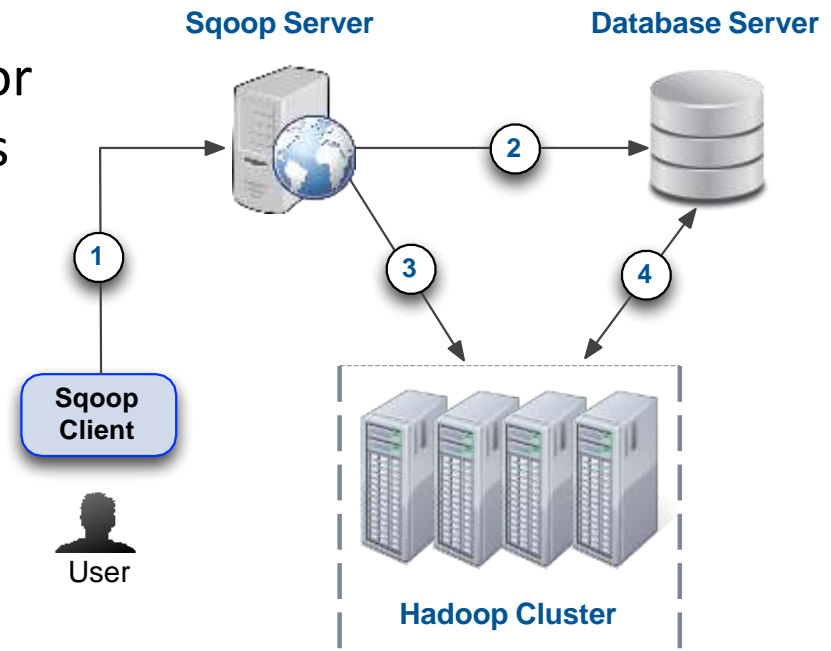 Sqoop Server
Database Server
or
s
1
2
3
4
Sqoop
Client
User
Hadoop Cluster